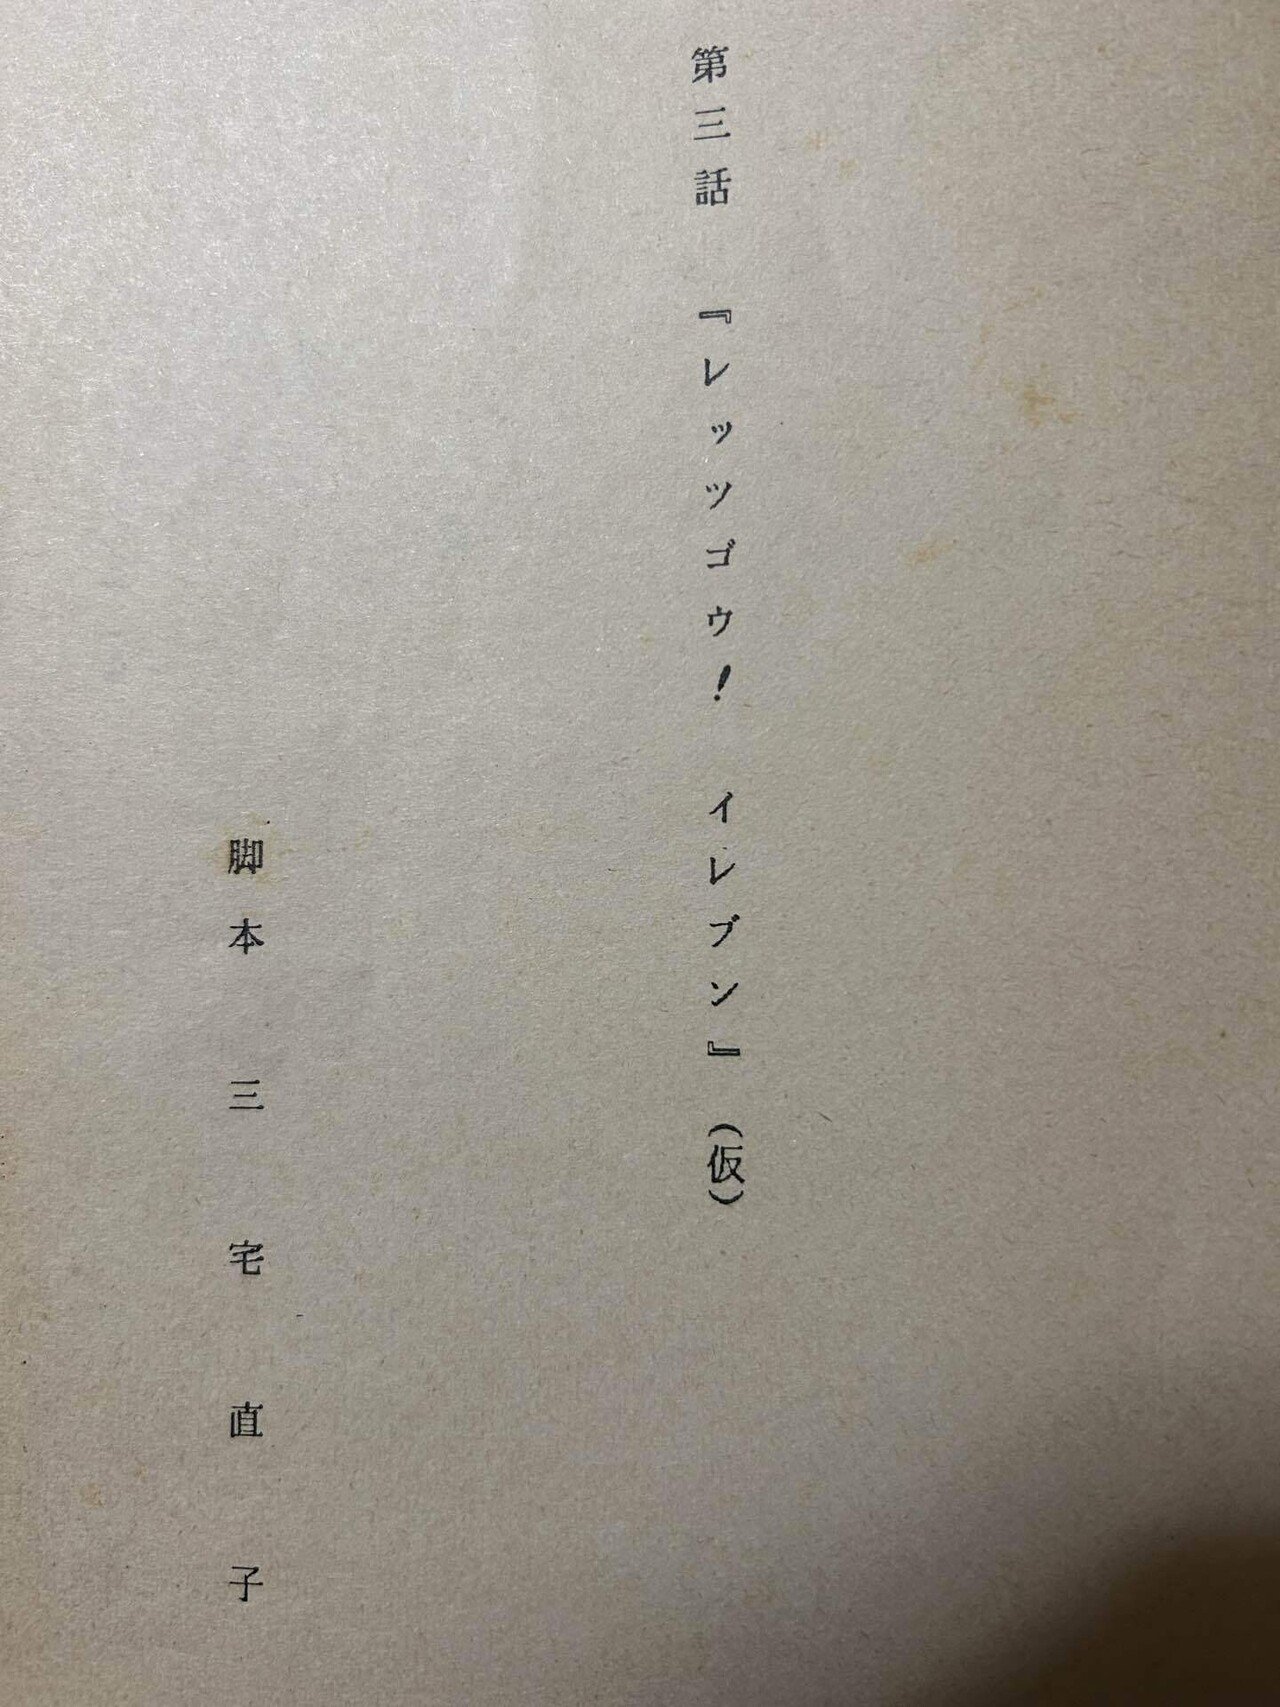 第三話　『レッツゴウ！　イレブン』（仮）
脚本　三宅直子